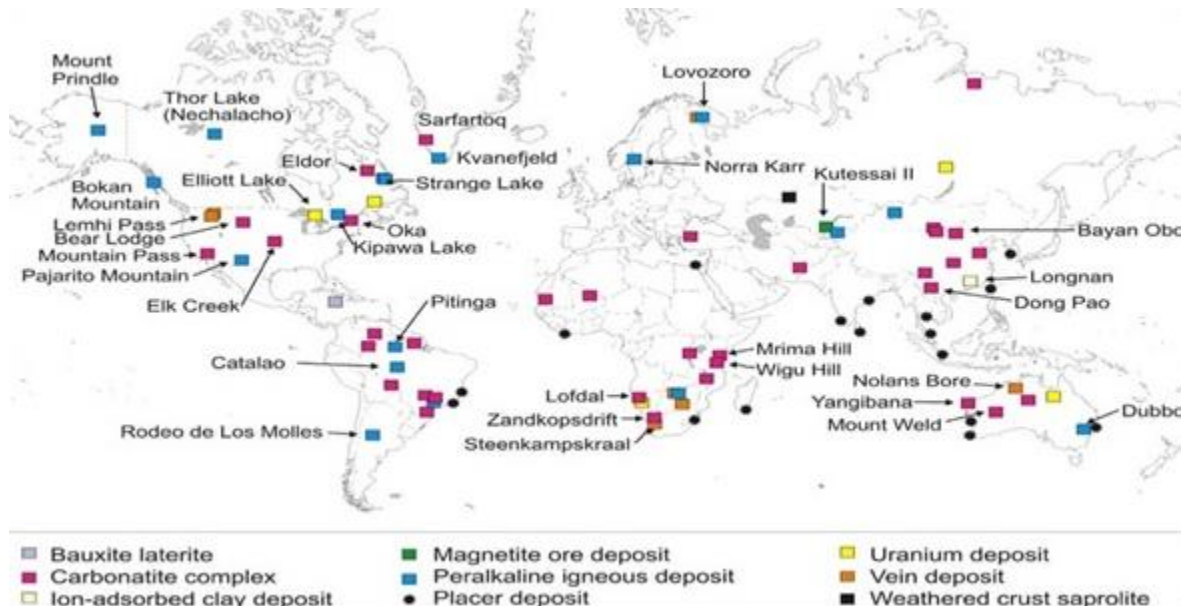 Mount
Prindle
Thor Lake
(Nechalacho)
Lovozoro
Sarfartoq
Eldor
Kvanefjeld
Norra Karr
Bokan
Mountain
Elliott Lake
Strange Lake
Kutessai II
Lemhi Pass
Oka
Bear Lodge
Kipawa Lake
Bayan Obo
Mountain Pass
Pajarito Mountain
Longnan
Elk Creek
Pitinga
Dong Pao
Catalao
Mrima Hill
Wigu Hill
Nolans Bore
Lofdal
Yangibana
Dubbo
Zandkopsdrift
Mount Weld
Rodeo de Los Molles
Steenkampskraal
Bauxite laterite
Magnetite ore deposit
Uranium deposit
Carbonatite complex
Peralkaline igneous deposit
Vein deposit
Ion-adsorbed clay deposit
Placer deposit
Weathered crust saprolite